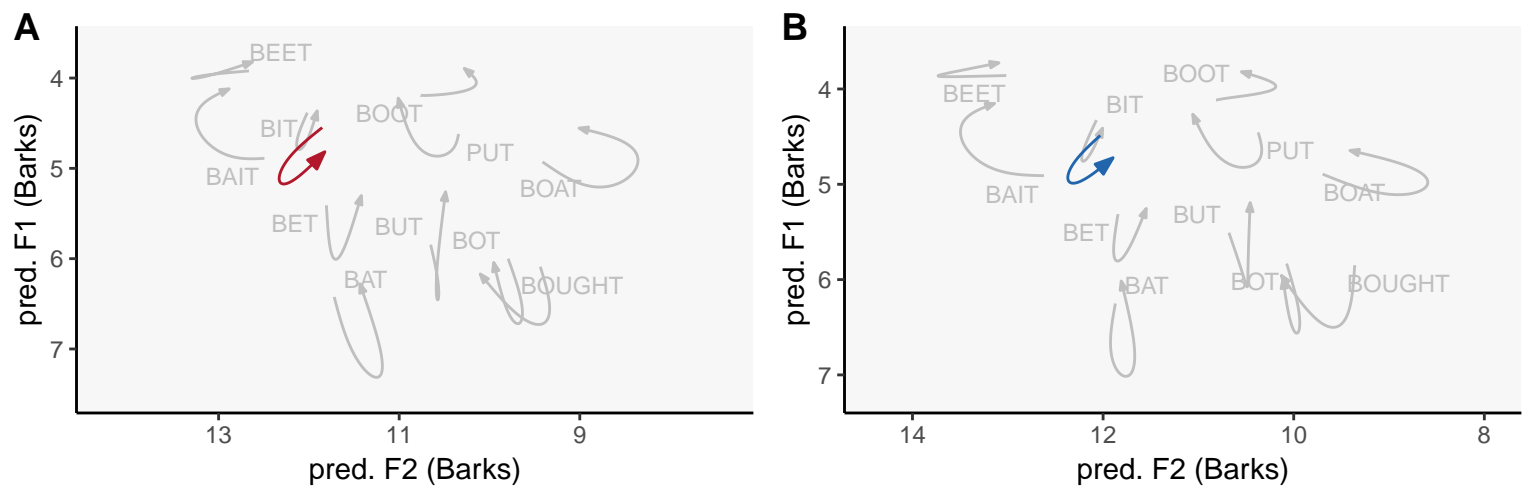 A
pred. F1 (Barks)
4
5
6
7
BEET
BIT
BOOT
BAIT
PUT
BOAT
BET
BUT
BOT
BAT
BOUGHT
13
11
9
pred. F2 (Barks)
B
pred. F1 (Barks)
4
5
6
7
BEET
BOOT
BIT
PUT
BAIT
BOAT
BUT
BET
BAT
BOT
BOUGHT
14
12
10
8
pred. F2 (Barks)